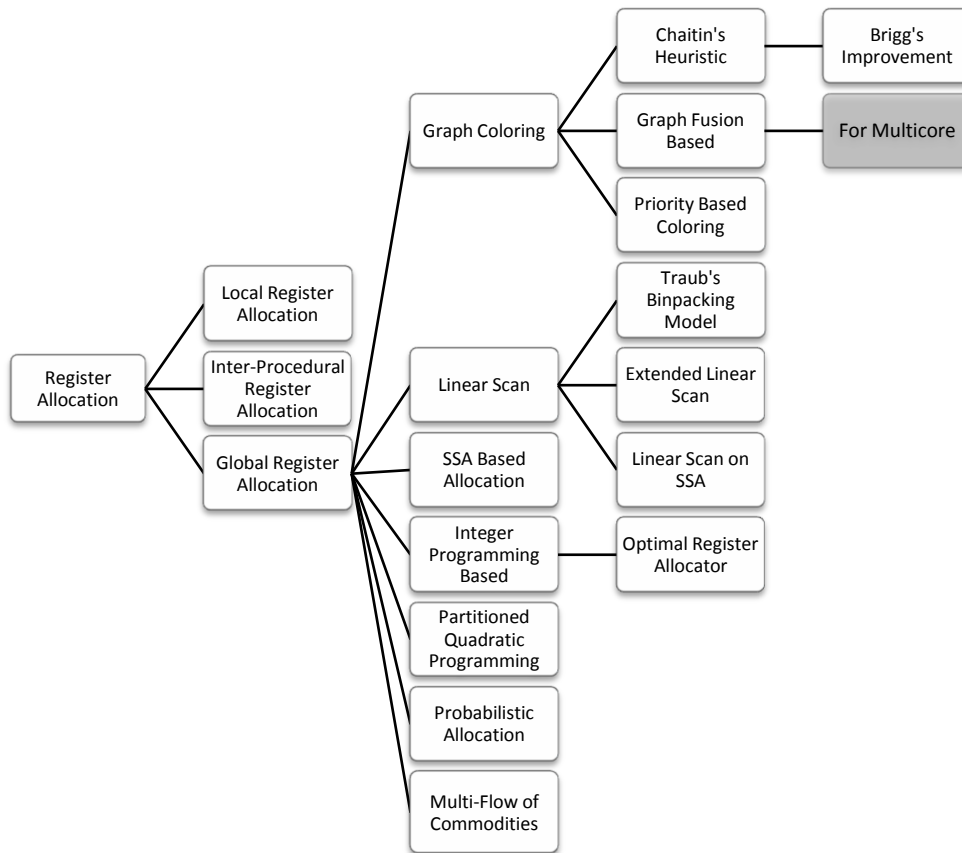 Register
Allocation
Local Register
Allocation
Inter-Procedural
Register
Allocation
Global Register
Allocation
Graph Coloring
Chaitin's
Heuristic
Brigg's
Improvement
Graph Fusion
Based
For Multicore
Priority Based
Coloring
Linear Scan
Traub's
Binpacking
Model
Extended Linear
Scan
Linear Scan on
SSA
SSA Based
Allocation
Integer
Programming
Based
Optimal Register
Allocator
Partitioned
Quadratic
Programming
Probabilistic
Allocation
Multi-Flow of
Commodities